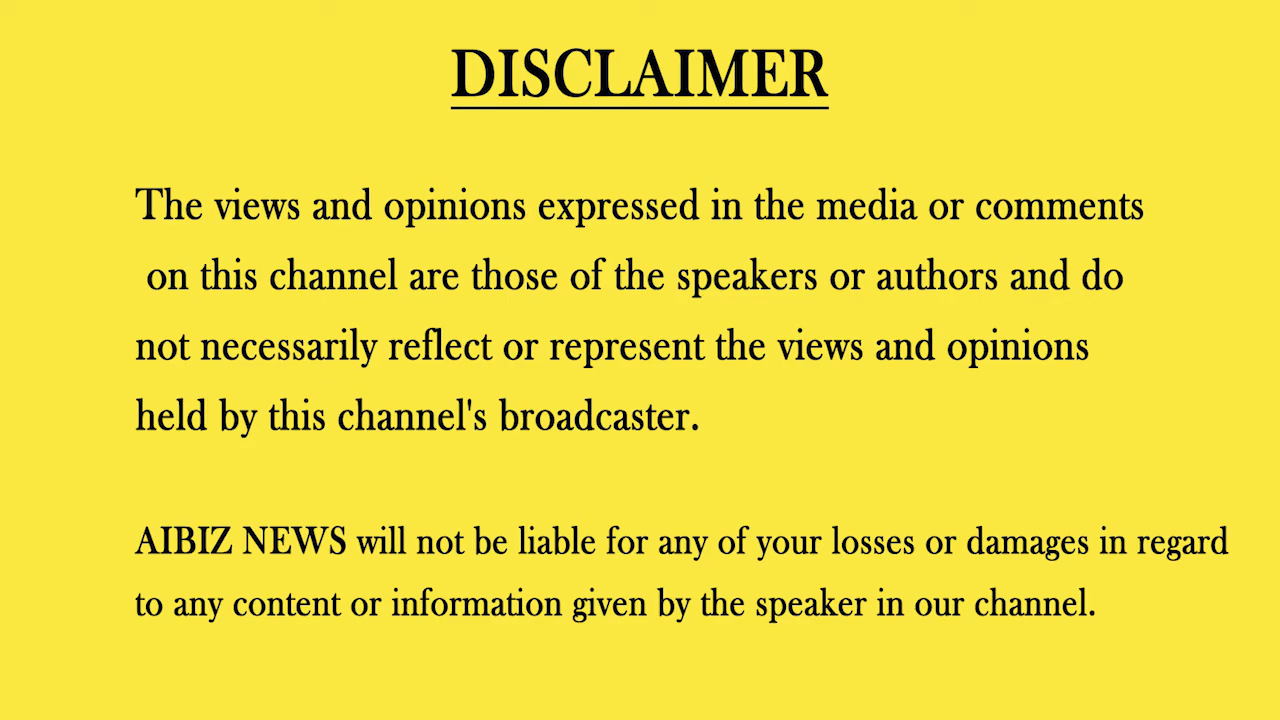 DISCLAIMER
The views and opinions expressed in the media or comments
on this channel are those of the speakers or authors and do
not necessarily reflect or represent the views and opinions
held by this channel's broadcaster.
AIBIZ NEWS will not be liable for any of your losses or damages in regard
to any content or information given by the speaker in our channel.